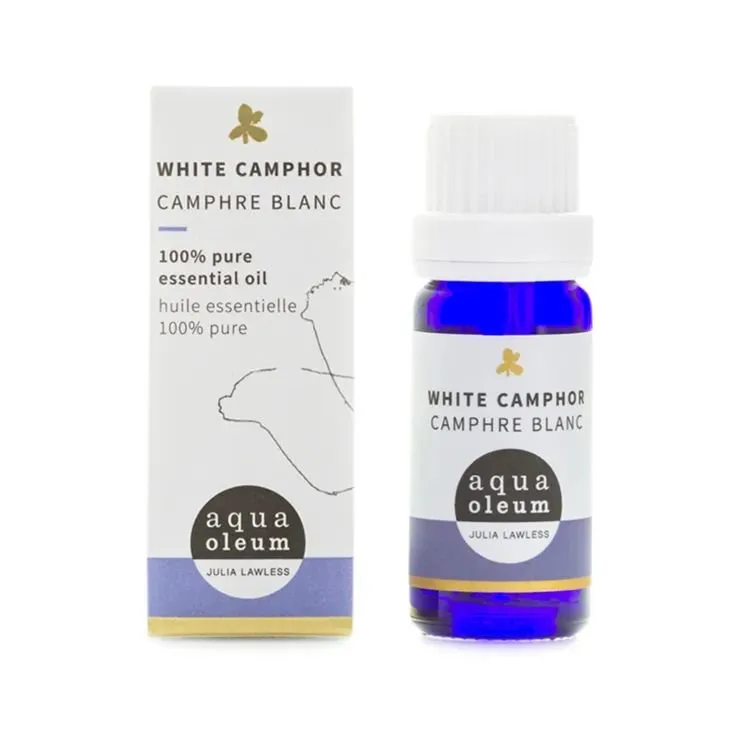 WHITE CAMPHOR
CAMPHRE BLANC
100% pure
essential oil
huile essentielle
100% pure
aqua
oleum
JULIA LAWLESS
WHITE CAMPHOR
CAMPHRE BLANC
aqua
oleum
JULIA LAWLESS